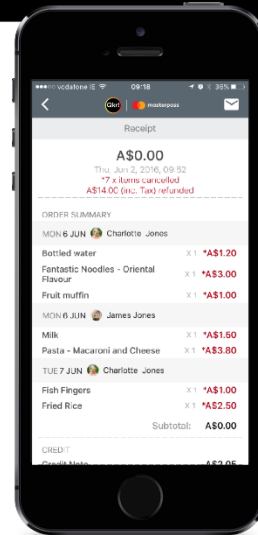 vodafone IE 09:18 36%
Qkr! masterpass
Receipt
A$0.00
Thu, Jun 2, 2016, 09:52
*7 x items cancelled
A$14.00 (inc. Tax) refunded
ORDER SUMMARY
MON 6 JUN Charlotte Jones
Bottled water X 1 *A$1.20
Fantastic Noodles - Oriental Flavour X 1 *A$3.00
Fruit muffin X 1 *A$1.00
MON 6 JUN James Jones
Milk X 1 *A$1.50
Pasta - Macaroni and Cheese X 1 *A$3.80
TUE 7 JUN Charlotte Jones
Fish Fingers X 1 *A$1.00
Fried Rice X 1 *A$2.50
Subtotal: A$0.00
CREDIT
Credit Note A$2.05